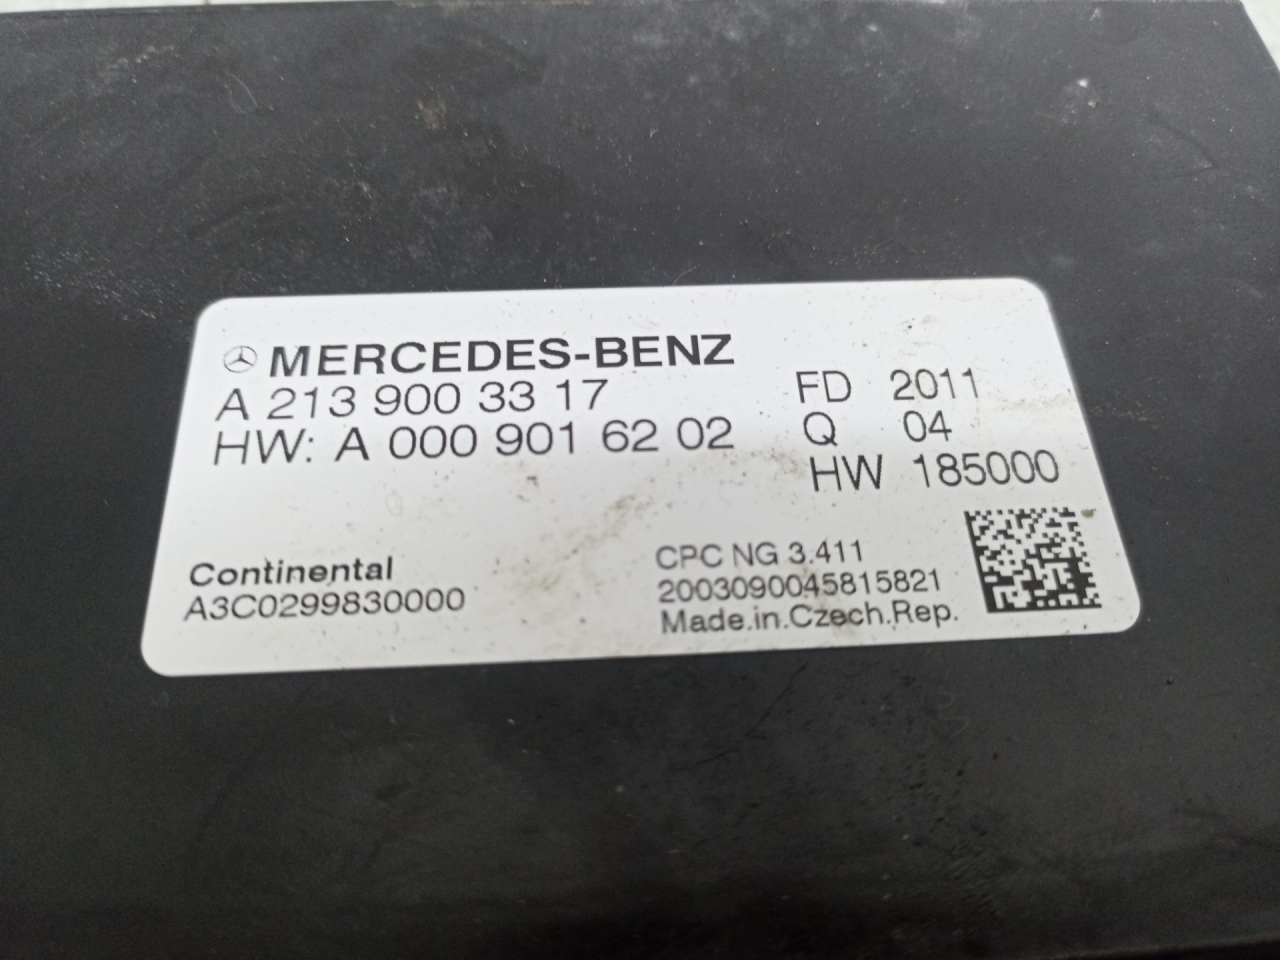 MERCEDES-BENZ
A 213 900 33 17
HW: A 000 901 62 02
FD 2011
Q 04
HW 185000
Continental
A3C0299830000
CPC NG 3.411
2003090045815821
Made.in.Czech.Rep.